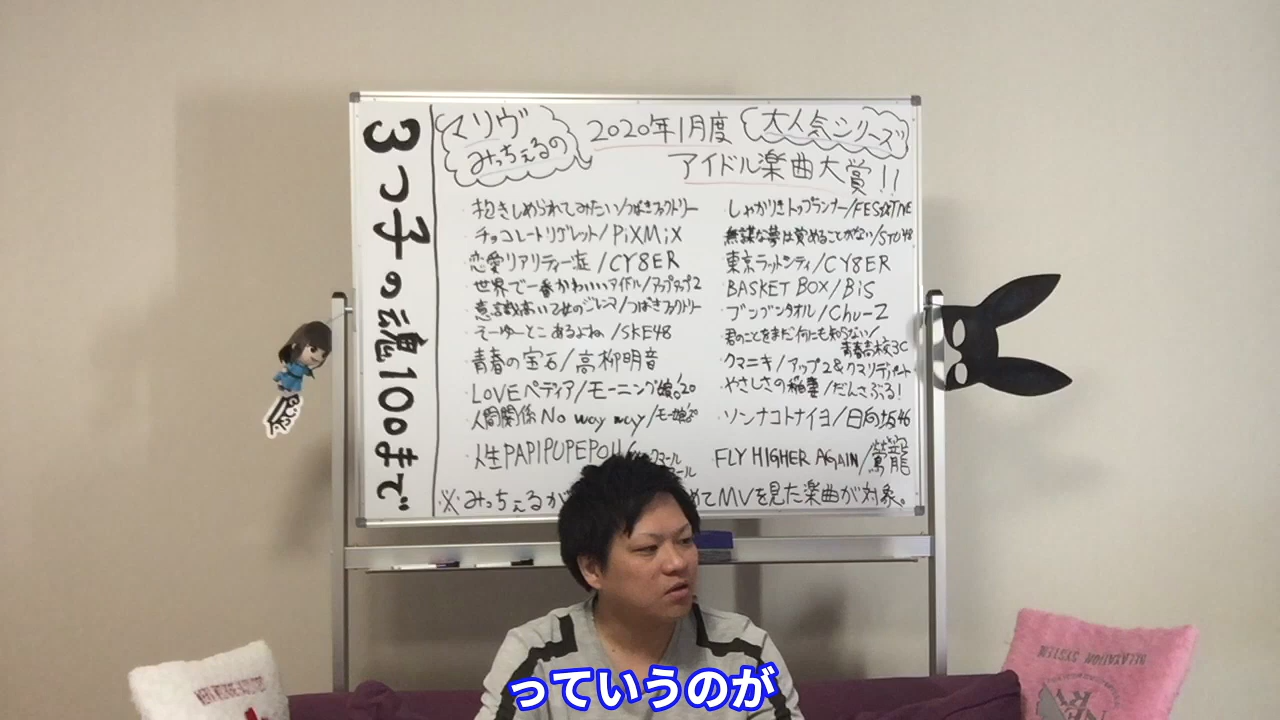 3つ子の魂100まで
マリヴ
みっちぇるの
2020年1月度
大人気シリーズ
アイドル楽曲大賞!!
・抱きしめられてみたい/つばきファクトリー
・チョコレートリグレット/PiXMiX
・恋愛リアリティー症/CY8ER
・世界で一番かわいいアイドル/アプアプ2
・意識高い乙女のジレンマ/つばきファクトリー
・そーゆーとこあるよね/SKE48
・青春の宝石/高柳明音
・LOVEペディア/モーニング娘。'20
・人間関係No way way/モー娘'20
・人生PAPIPUPEPO
・しゃかりきトップランナー/FES☆TIVE
・無謀な夢は覚めることがない/STU48
・東京ラットシティ/CY8ER
・BASKET BOX/BiS
・ブンブンタオル/Chu-Z
・君のことをまだ何にも知らない/
青春高校3C
・クマニキ/アップ2&クマリデパート
・やさしさの稲妻/だんさぶる!
・ソンナコトナイヨ/日向坂46
FLY HIGHER AGAIN/鶯籠
※みっちぇるが めてMVを見た楽曲が対象。
RELAXATION SYSTEM
っていうのが